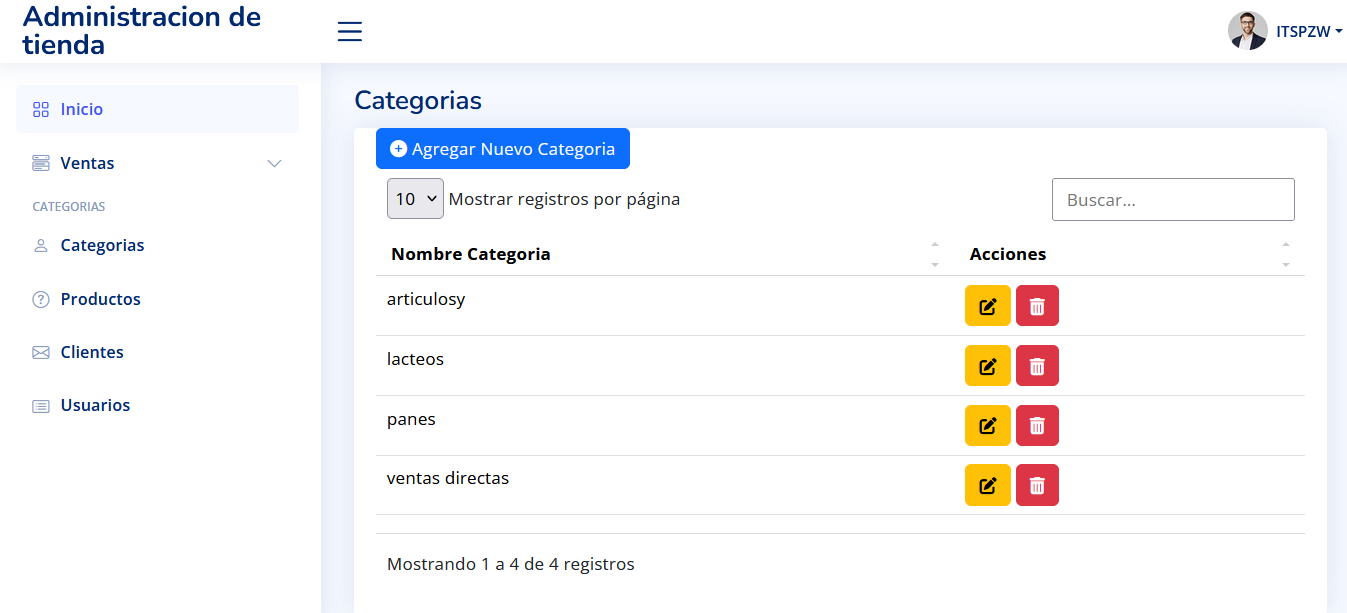 Administracion de
tienda
ITSPZW
Inicio
Ventas
CATEGORIAS
Categorias
Productos
Clientes
Usuarios
Categorias
Agregar Nuevo Categoria
10 Mostrar registros por página
Buscar...
Nombre Categoria Acciones
articulosy
lacteos
panes
ventas directas
Mostrando 1 a 4 de 4 registros